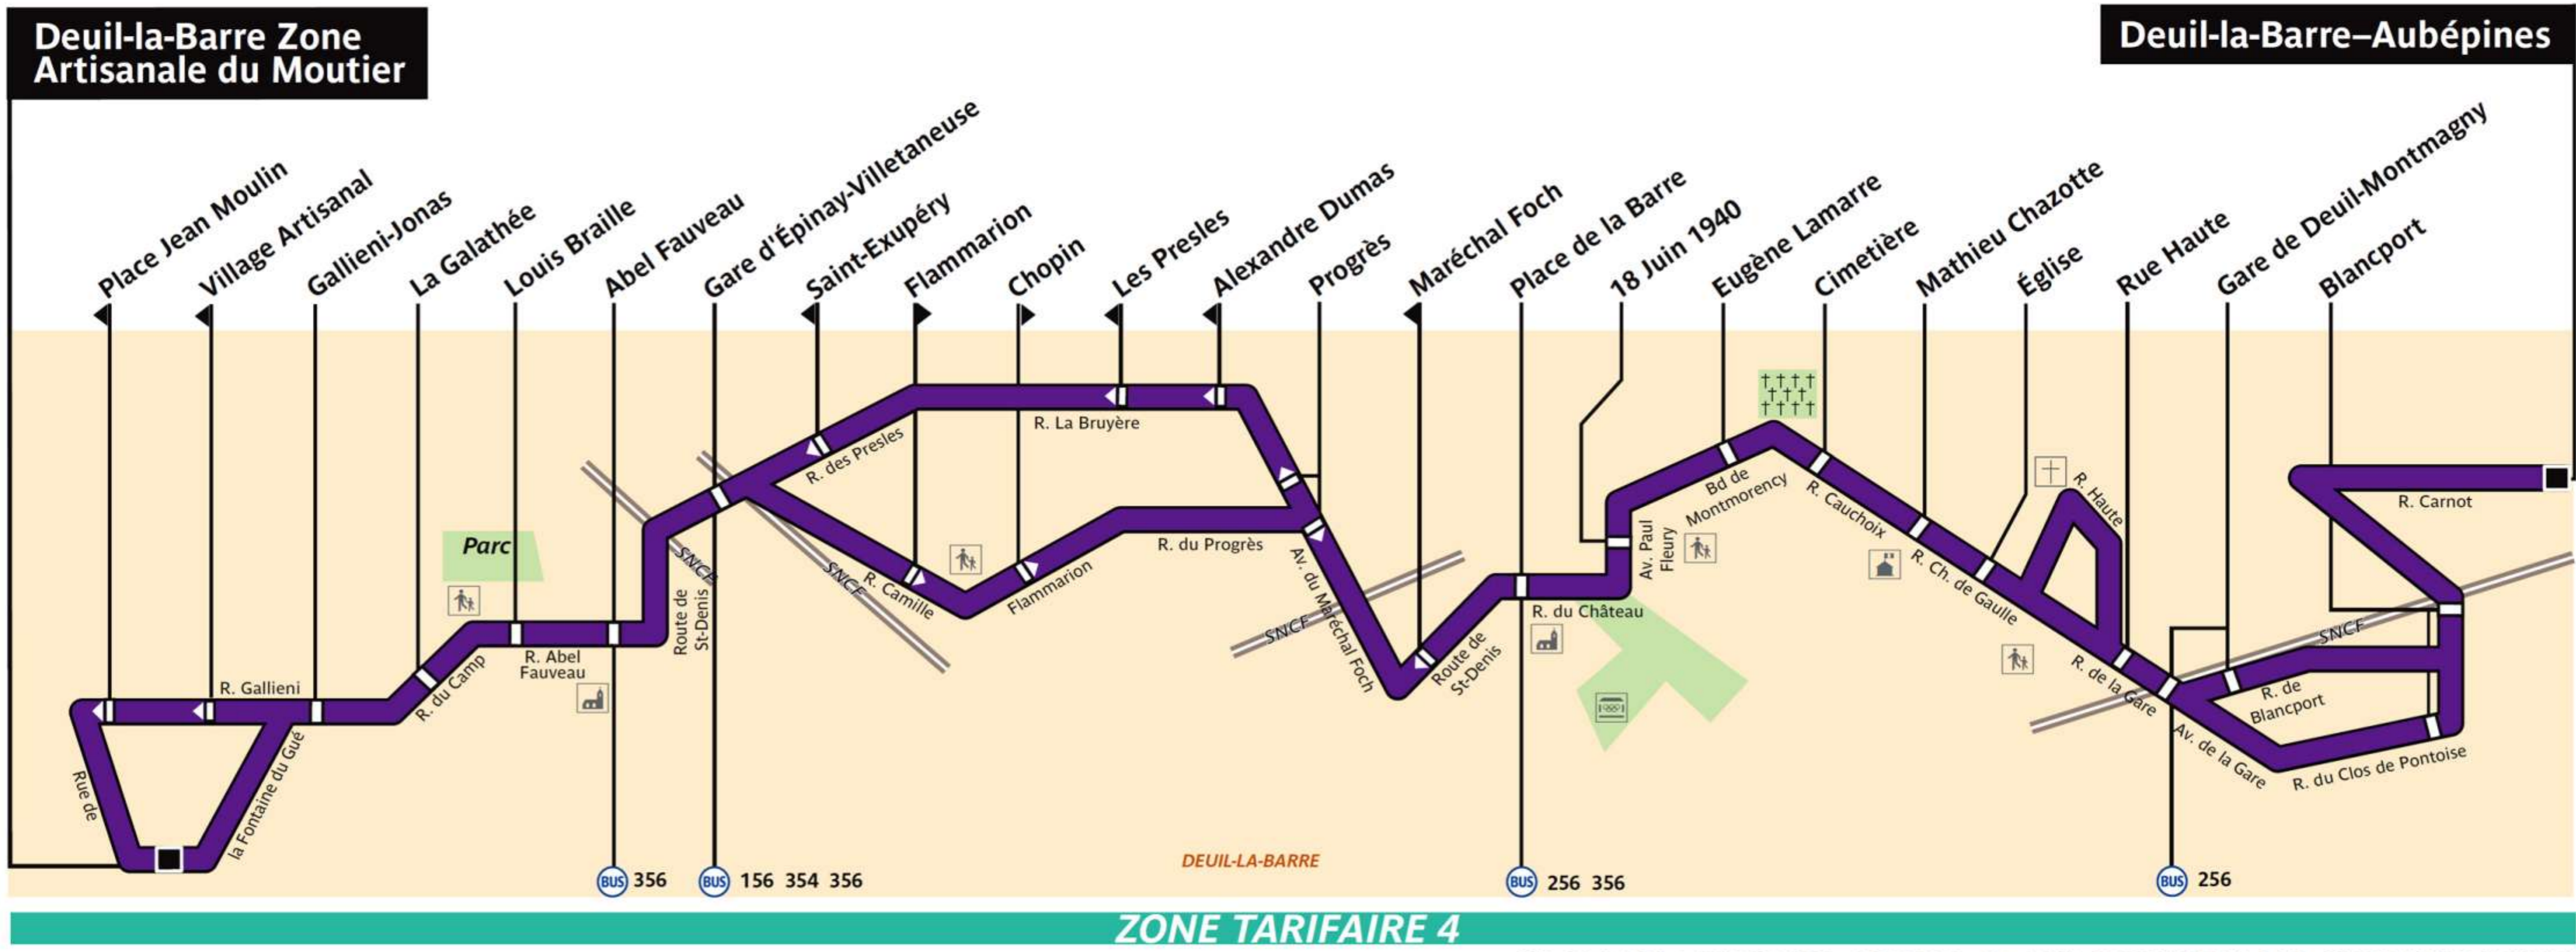 Deuil-la-Barre Zone
Artisanale du Moutier
Deuil-la-Barre–Aubépines
Place Jean Moulin
Village Artisanal
Gallieni-Jonas
La Galathée
Louis Braille
Abel Fauveau
Gare d'Épinay-Villetaneuse
Saint-Exupéry
Flammarion
Chopin
Les Presles
Alexandre Dumas
Progrès
Maréchal Foch
Place de la Barre
18 Juin 1940
Eugène Lamarre
Cimetière
Mathieu Chazotte
Église
Rue Haute
Gare de Deuil-Montmagny
Blancport
R. Gallieni
Rue de
la Fontaine du Gué
R. du Camp
Parc
R. Abel
Fauveau
Route de
St-Denis
SNCF
R. des Presles
SNCF
R. Camille
Flammarion
R. La Bruyère
R. du Progrès
Av. du Maréchal Foch
SNCF
Route de
St-Denis
R. du Château
Av. Paul
Fleury
Bd de
Montmorency
R. Cauchoix
R. Ch. de Gaulle
R. Haute
R. de la Gare
Av. de la Gare
R. de
Blancport
R. du Clos de Pontoise
SNCF
R. Carnot
DEUIL-LA-BARRE
BUS 356
BUS 156 354 356
BUS 256 356
BUS 256
ZONE TARIFAIRE 4